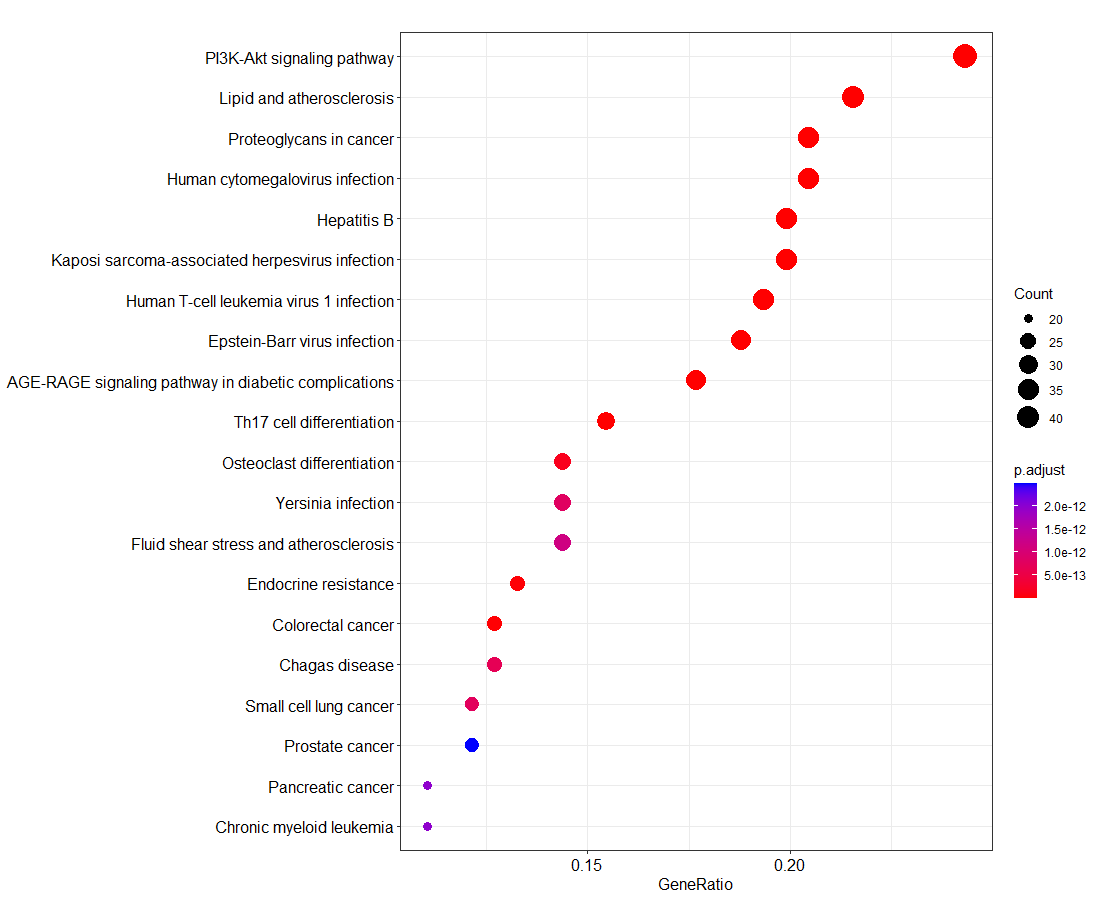 PI3K-Akt signaling pathway
Lipid and atherosclerosis
Proteoglycans in cancer
Human cytomegalovirus infection
Hepatitis B
Kaposi sarcoma-associated herpesvirus infection
Human T-cell leukemia virus 1 infection
Epstein-Barr virus infection
AGE-RAGE signaling pathway in diabetic complications
Th17 cell differentiation
Osteoclast differentiation
Yersinia infection
Fluid shear stress and atherosclerosis
Endocrine resistance
Colorectal cancer
Chagas disease
Small cell lung cancer
Prostate cancer
Pancreatic cancer
Chronic myeloid leukemia
0.15 0.20
GeneRatio
Count
20
25
30
35
40
p.adjust
2.0e-12
1.5e-12
1.0e-12
5.0e-13